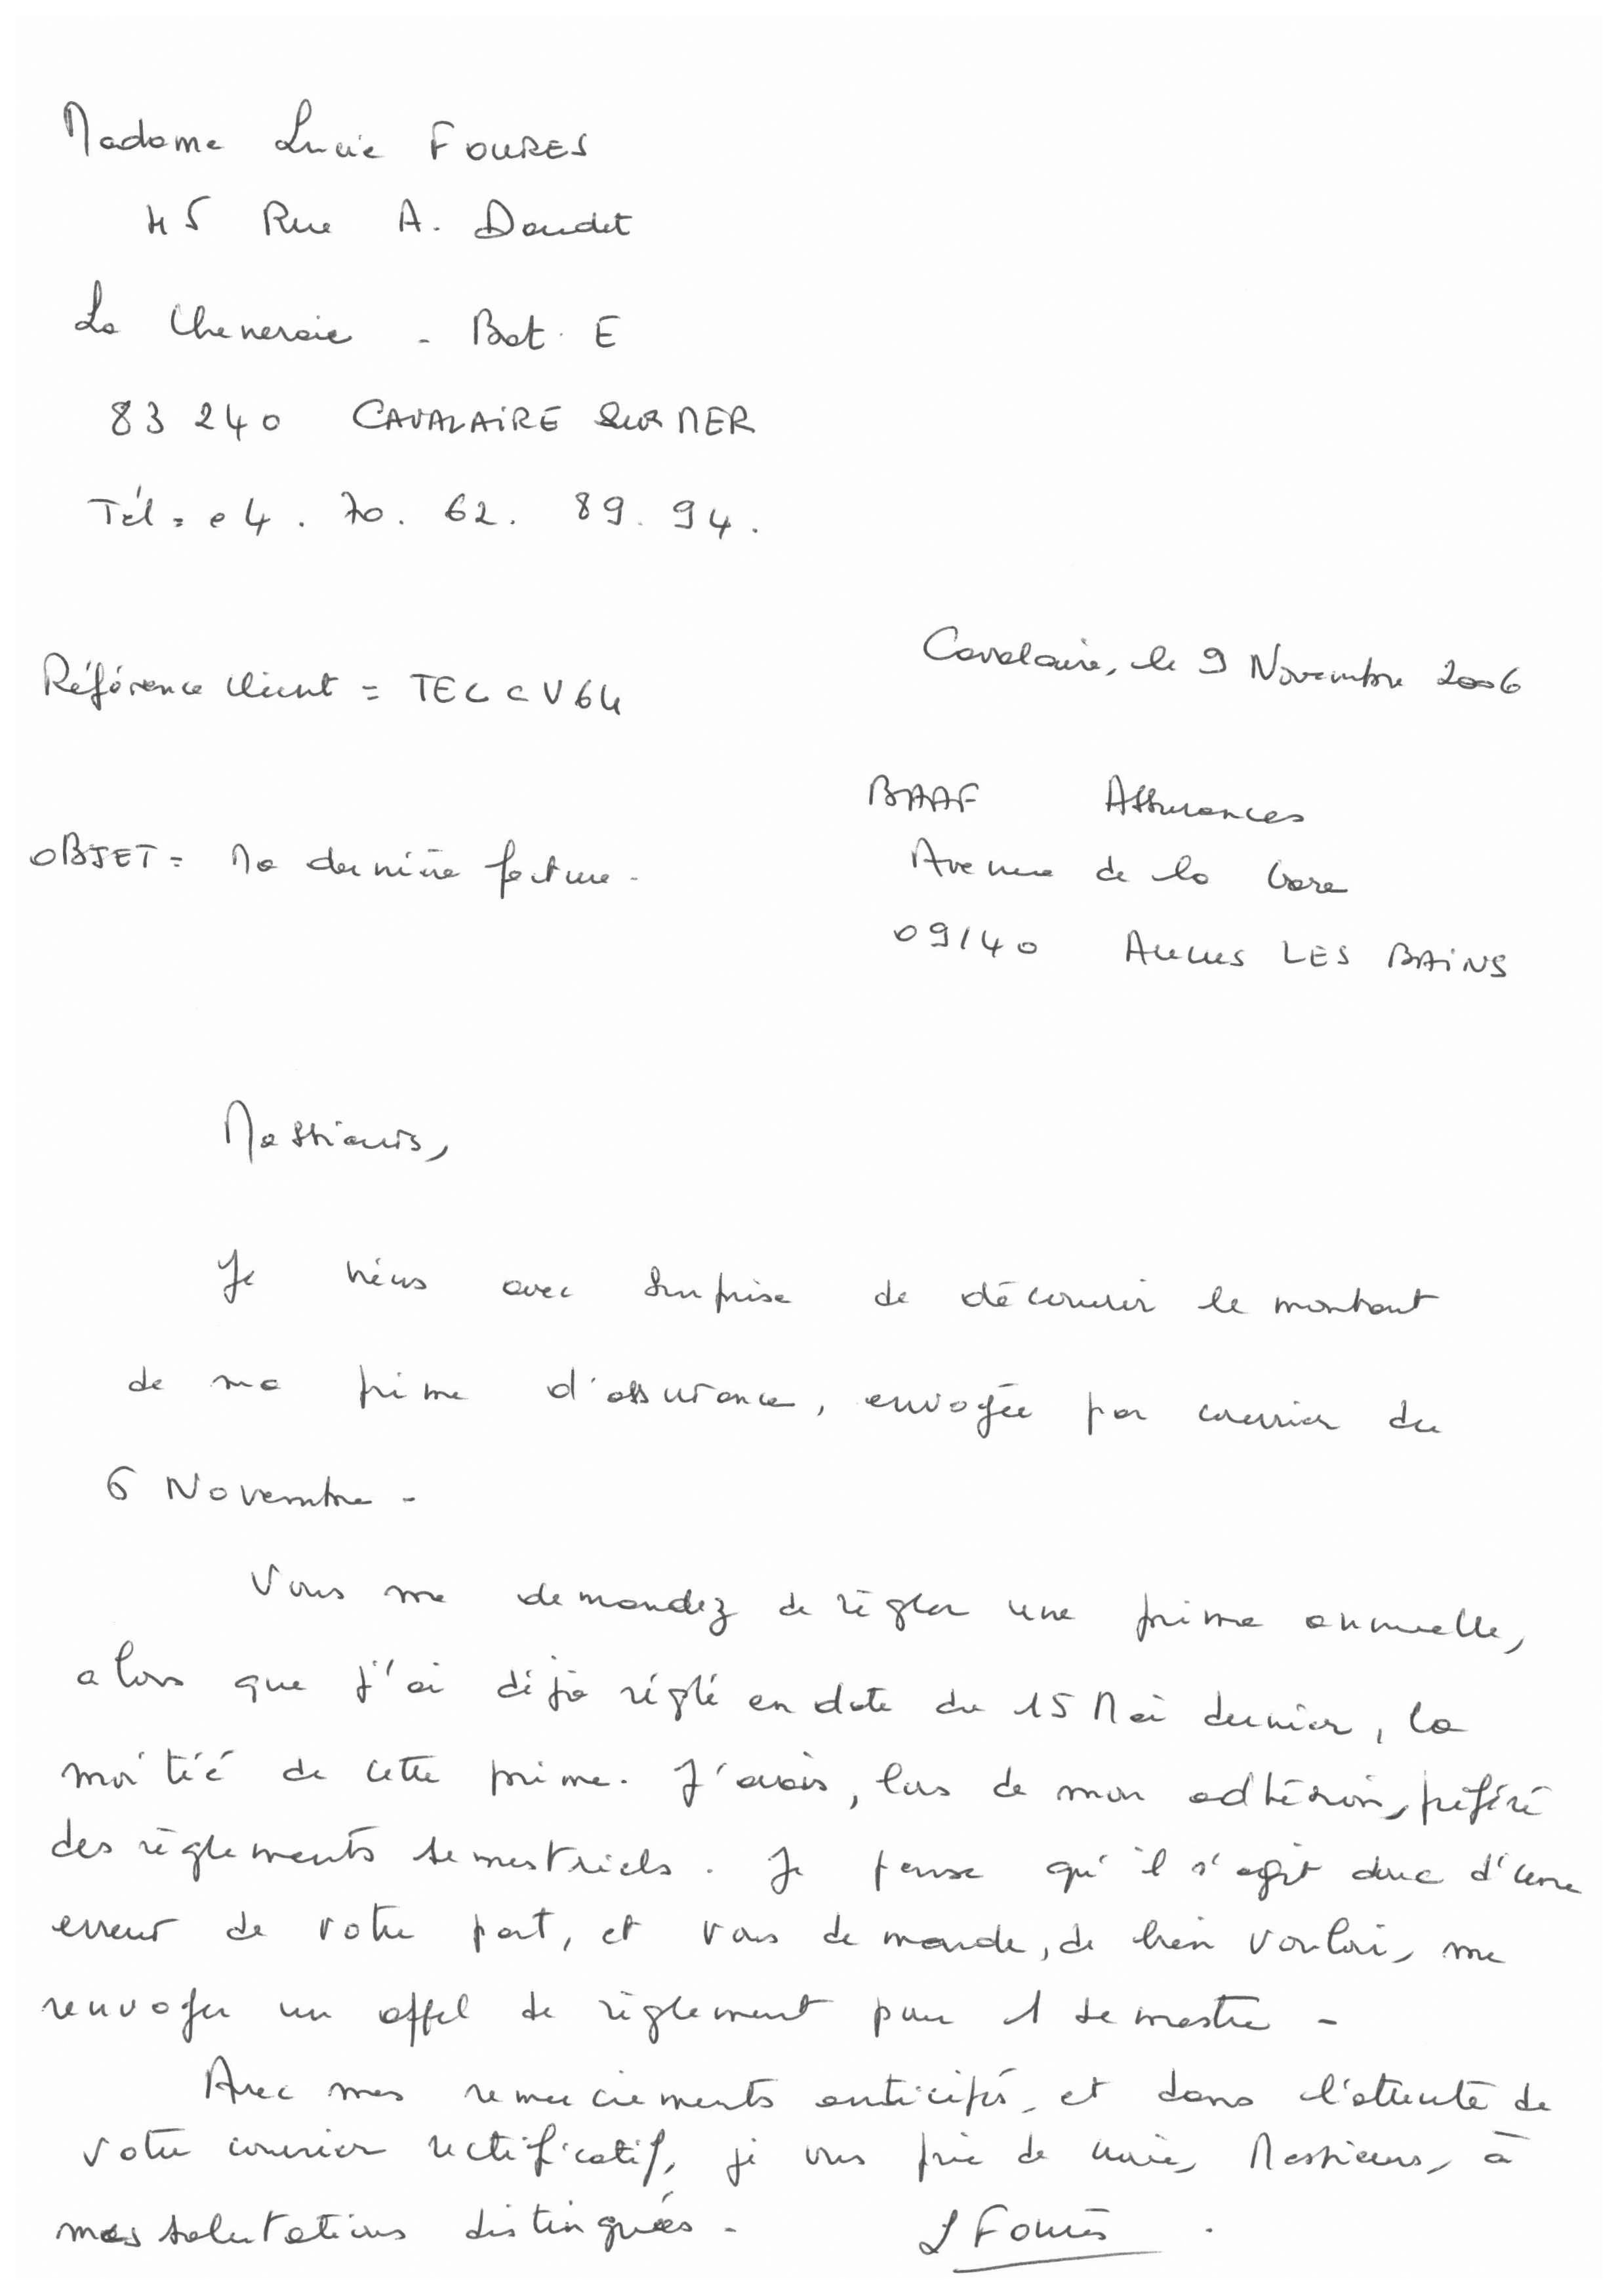 Madame Lucie FOURES
45 Rue A. Daudet
La Cheneraie - Bat. E
83 240 CAVALAIRE SUR MER
Tél = 04. 70. 62. 89. 94.
Cavalaire, le 9 Novembre 2006
Référence Client = TECCV64
BAAF Assurances
OBJET = Ma dernière facture -
Avenue de la Gare
09140 AULUS LES BAINS
Messieurs,
Je viens avec surprise de découvrir le montant
de ma prime d'assurance, envoyée par courrier du
6 Novembre -
Vous me demandez de régler une prime annuelle,
alors que j'ai déjà réglé en date du 15 Mai dernier, la
moitié de cette prime. J'avais, lors de mon adhésion, préféré
des règlements semestriels. Je pense qu'il s'agit donc d'une
erreur de votre part, et vous demande, de bien vouloir me
renvoyer un appel de règlement pour 1 semestre -
Avec mes remerciements anticipés, et dans l'attente de
votre courrier rectificatif, je vous prie de croire, Messieurs, à
mes salutations distinguées -
L Fourès.